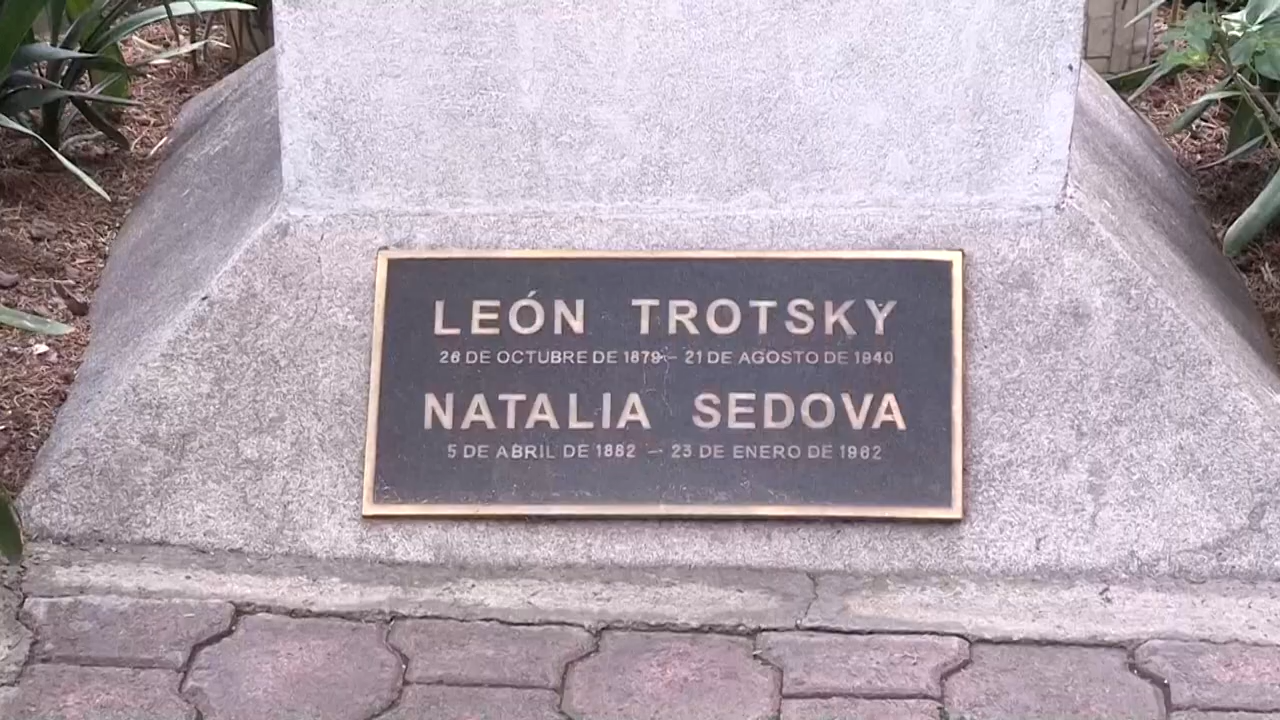 LEÓN TROTSKY
26 DE OCTUBRE DE 1879 – 21 DE AGOSTO DE 1940
NATALIA SEDOVA
5 DE ABRIL DE 1882 – 23 DE ENERO DE 1962